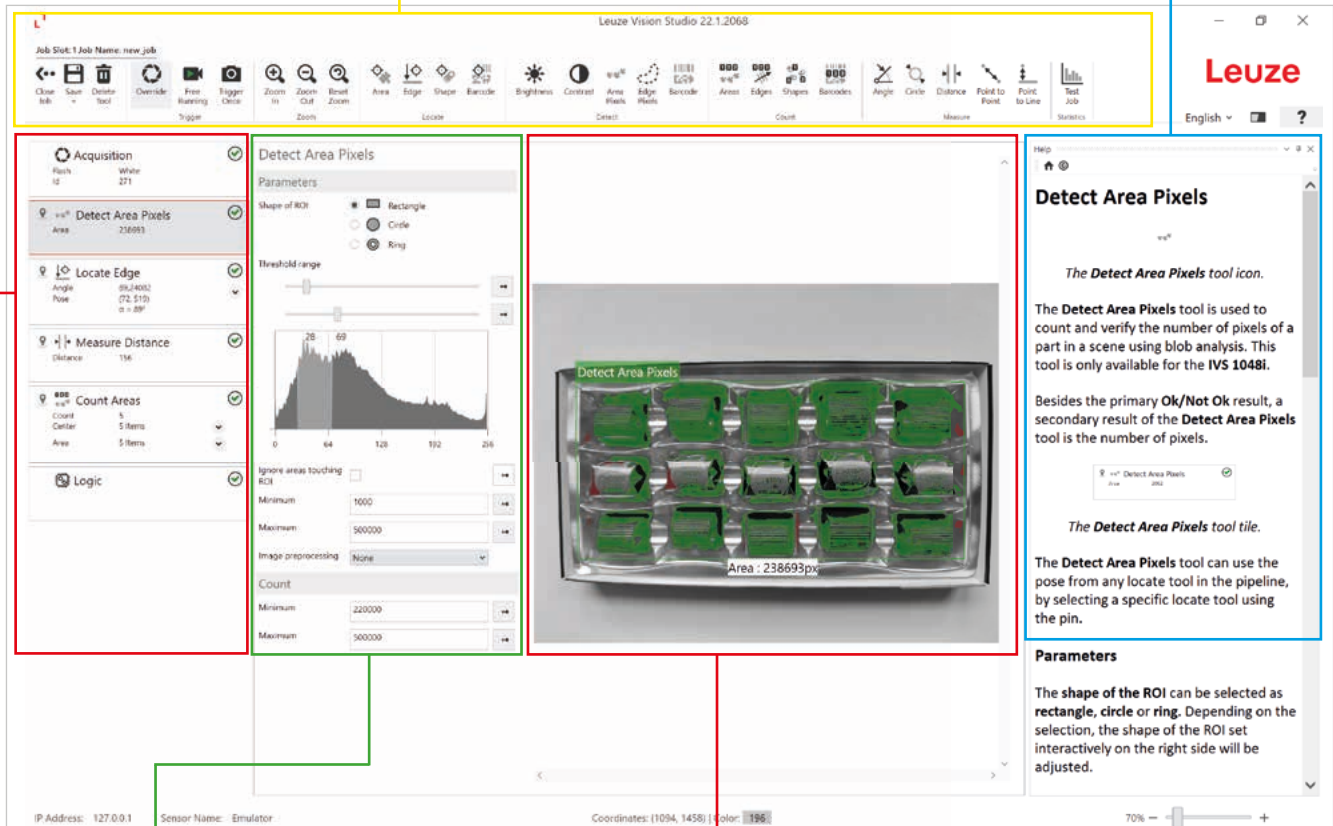 Leuze Vision Studio 22.1.2068
Job Slot: 1 Job Name: new_job
Close Job
Save
Delete Tool
Override
Free Running
Trigger Once
Zoom In
Zoom Out
Reset Zoom
Area
Edge
Shape
Barcode
Brightness
Contrast
Area Pixels
Edge Pixels
Barcode
Areas
Edges
Shapes
Barcodes
Angle
Circle
Distance
Point to Point
Point to Line
Test Job
Trigger
Zoom
Locate
Detect
Count
Measure
Statistics
Leuze
English
?
Acquisition
Flash White
Id 271
Detect Area Pixels
Area 238693
Locate Edge
Angle 89,24082
Pose (72, 519)
α = 89°
Measure Distance
Distance 156
Count Areas
Count 5
Center 5 Items
Area 5 Items
Logic
Detect Area Pixels
Parameters
Shape of ROI Rectangle
Circle
Ring
Threshold range
28 69
0 64 128 192 256
Ignore areas touching
ROI
Minimum 1000
Maximum 500000
Image preprocessing None
Count
Minimum 220000
Maximum 500000
Detect Area Pixels
Area : 238693px
Help
Detect Area Pixels
The Detect Area Pixels tool icon.
The Detect Area Pixels tool is used to
count and verify the number of pixels of a
part in a scene using blob analysis. This
tool is only available for the IVS 1048i.
Besides the primary Ok/Not Ok result, a
secondary result of the Detect Area Pixels
tool is the number of pixels.
Detect Area Pixels
Area
The Detect Area Pixels tool tile.
The Detect Area Pixels tool can use the
pose from any locate tool in the pipeline,
by selecting a specific locate tool using
the pin.
Parameters
The shape of the ROI can be selected as
rectangle, circle or ring. Depending on the
selection, the shape of the ROI set
interactively on the right side will be
adjusted.
IP Address: 127.0.0.1 Sensor Name: Emulator
Coordinates: (1094, 1458) | Color: 196
70% − +